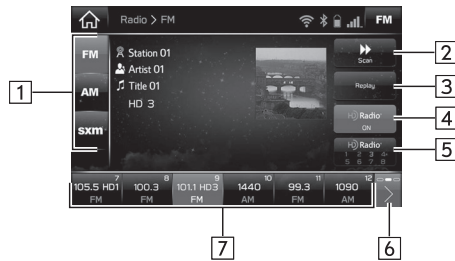 Radio > FM
FM
FM
AM
sxm
Station 01
Artist 01
Title 01
HD 3
Scan
Replay
HD Radio
ON
HD Radio
1 2 3 4+
5 6 7 8
7 8 9 10 11 12
105.5 HD1 100.3 101.1 HD3 1440 99.3 1090
FM FM FM AM FM AM
1
2
3
4
5
6
7